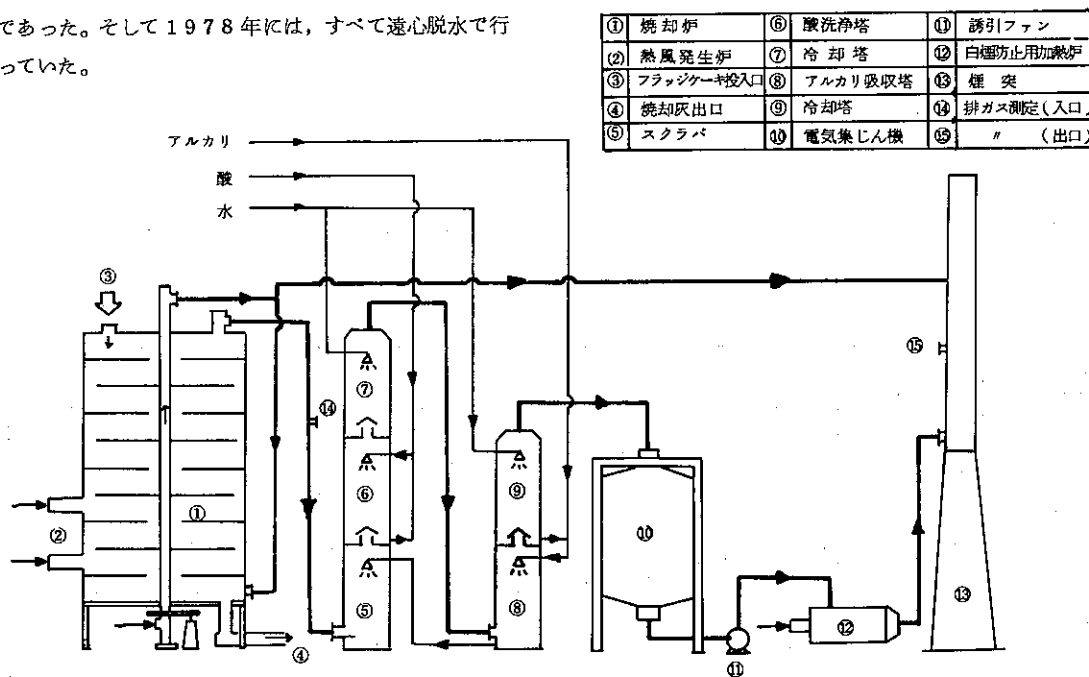 であった。そして1978年には,すべて遠心脱水で行
っていた。
① 焼却炉 ⑥ 酸洗浄塔 ⑪ 誘引ファン
② 熱風発生炉 ⑦ 冷却塔 ⑫ 白煙防止用加熱炉
③ フラッジケーキ投入口 ⑧ アルカリ吸収塔 ⑬ 煙突
④ 焼却灰出口 ⑨ 冷却塔 ⑭ 排ガス測定(入口)
⑤ スクラバ ⑩ 電気集じん機 ⑮ 〃 (出口)
アルカリ
酸
水
③
⑮
⑦
⑭
⑨
⑥
①
②
⑩
⑤
⑧
⑫
⑬
④
⑪